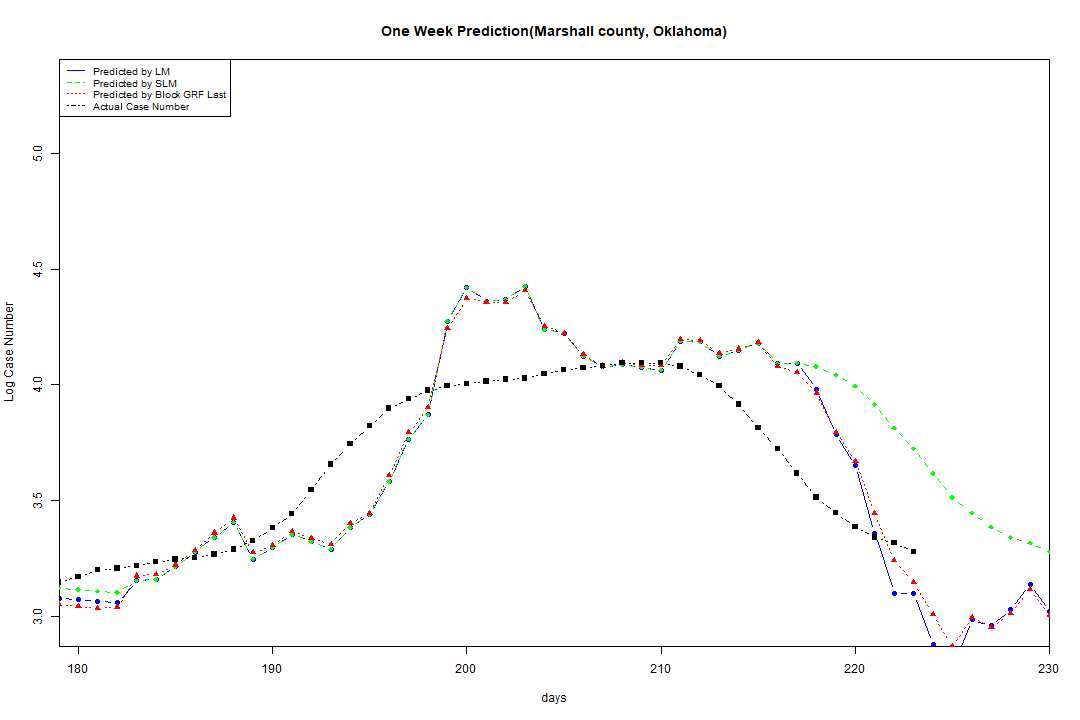 One Week Prediction(Marshall county, Oklahoma)
Predicted by LM
Predicted by SLM
Predicted by Block GRF Last
Actual Case Number
5.0
4.5
4.0
3.5
3.0
Log Case Number
180 190 200 210 220 230
days